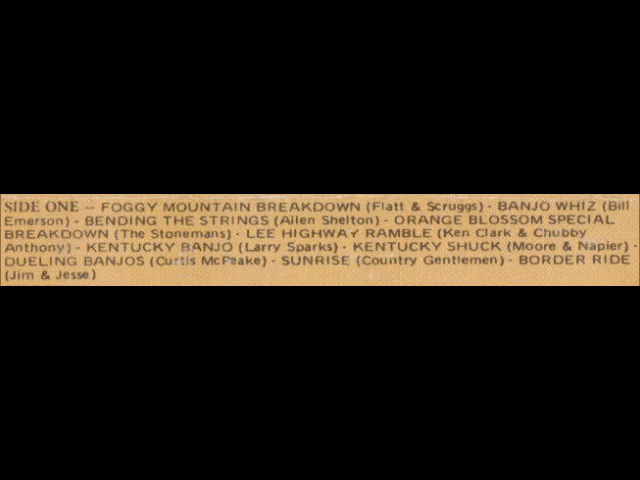 SIDE ONE — FOGGY MOUNTAIN BREAKDOWN (Flatt & Scruggs) - BANJO WHIZ (Bill
Emerson) - BENDING THE STRINGS (Allen Shelton) - ORANGE BLOSSOM SPECIAL
BREAKDOWN (The Stonemans) - LEE HIGHWAY RAMBLE (Ken Clark & Chubby
Anthony) - KENTUCKY BANJO (Larry Sparks) - KENTUCKY SHUCK (Moore & Napier) -
DUELING BANJOS (Curtis McPeake) - SUNRISE (Country Gentlemen) - BORDER RIDE
(Jim & Jesse)